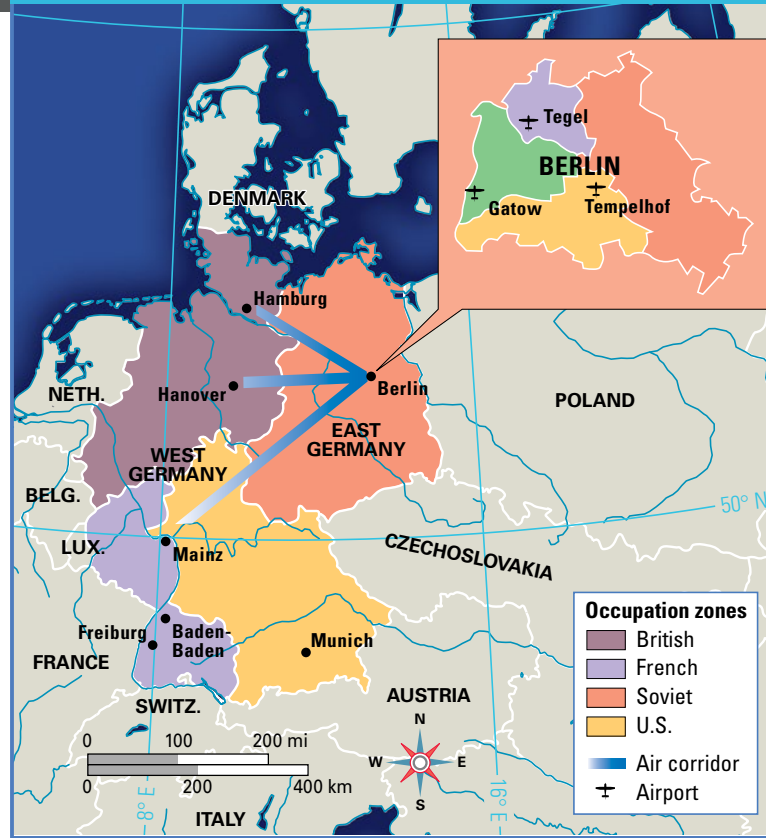 Tegel
BERLIN
Gatow
Tempelhof
DENMARK
Hamburg
NETH.
Hanover
Berlin
POLAND
WEST
GERMANY
EAST
GERMANY
BELG.
50° N
LUX.
Mainz
CZECHOSLOVAKIA
Freiburg
Baden-
Baden
Munich
FRANCE
SWITZ.
AUSTRIA
ITALY
0 100 200 mi
0 200 400 km
8° E
16° E
N
W E
S
Occupation zones
British
French
Soviet
U.S.
Air corridor
Airport